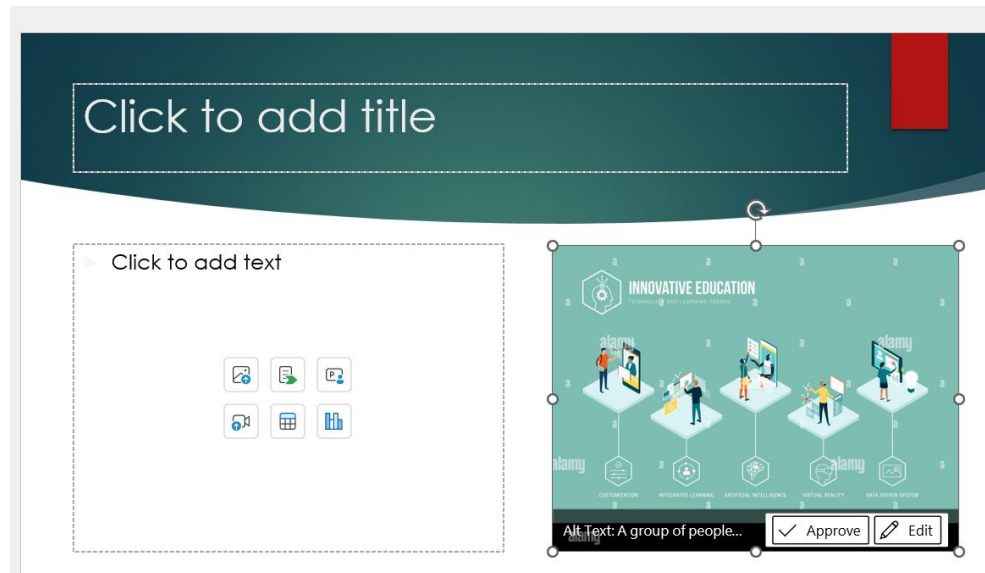 Click to add title
Click to add text
INNOVATIVE EDUCATION
TECHNOLOGY AND LEARNING TRENDS
a a a
a a a a
alamy a alamy
a a
a
alamy a alamy a
CUSTOMIZATION INTEGRATED LEARNING ARTIFICIAL INTELLIGENCE VIRTUAL REALITY DATA DRIVEN SYSTEM
a a a
Alt Text: A group of people... Approve Edit
alamy